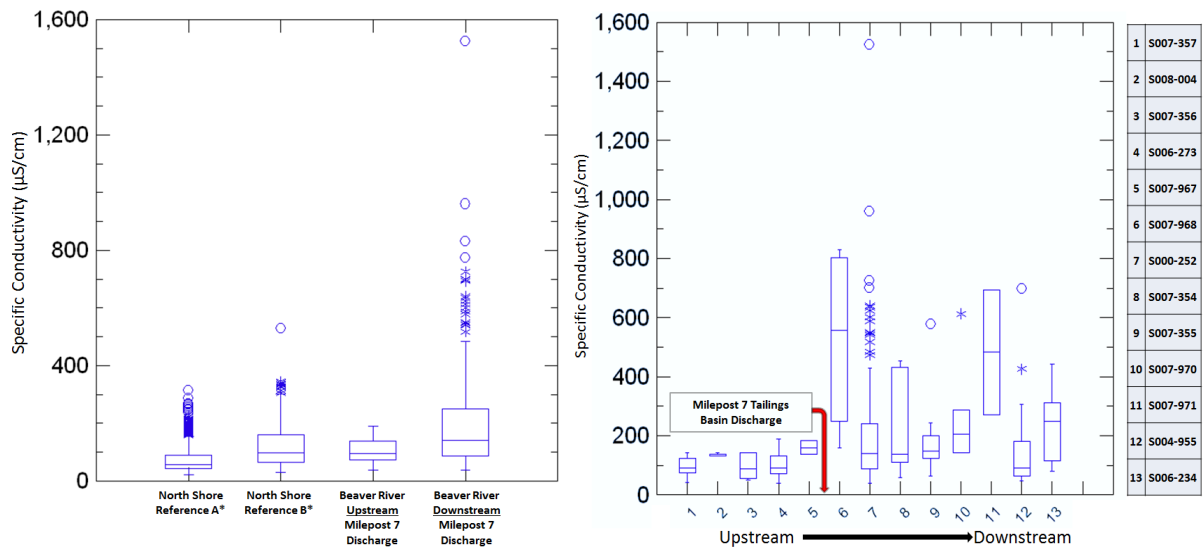 Specific Conductivity (µS/cm)
1,600
1,200
800
400
0
North Shore
Reference A*
North Shore
Reference B*
Beaver River
Upstream
Milepost 7
Discharge
Beaver River
Downstream
Milepost 7
Discharge
Specific Conductivity (µS/cm)
1,600
1,400
1,200
1,000
800
600
400
200
0
Milepost 7 Tailings
Basin Discharge
1 2 3 4 5 6 7 8 9 10 11 12 13
Upstream Downstream
1 S007-357
2 S008-004
3 S007-356
4 S006-273
5 S007-967
6 S007-968
7 S000-252
8 S007-354
9 S007-355
10 S007-970
11 S007-971
12 S004-955
13 S006-234